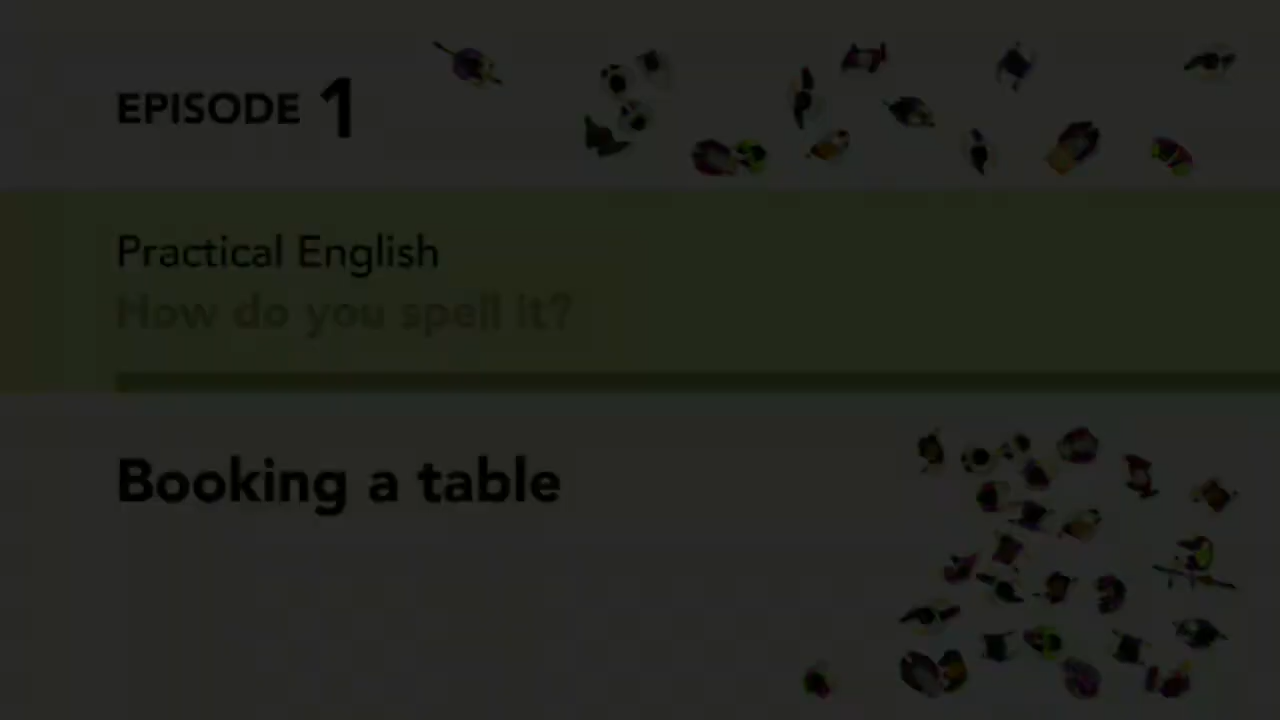 EPISODE 1
Practical English
How do you spell it?
Booking a table